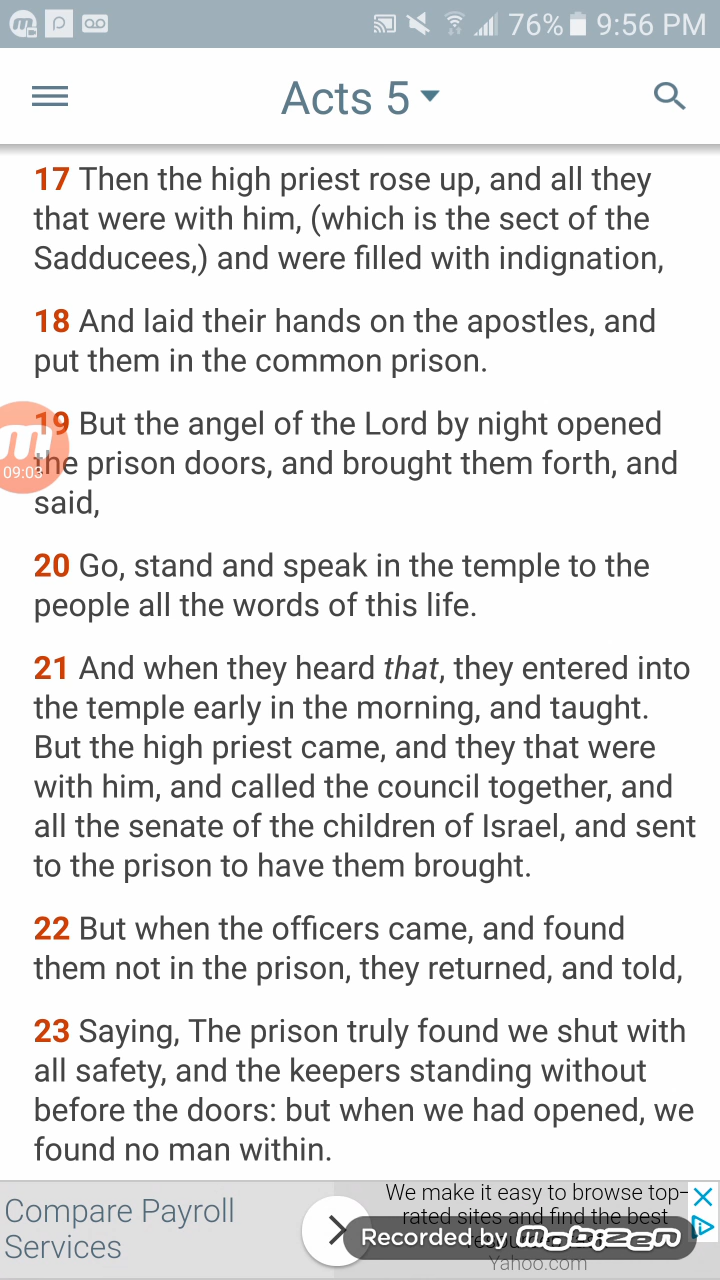 76% 9:56 PM
Acts 5
17 Then the high priest rose up, and all they
that were with him, (which is the sect of the
Sadducees,) and were filled with indignation,
18 And laid their hands on the apostles, and
put them in the common prison.
19 But the angel of the Lord by night opened
the prison doors, and brought them forth, and
said,
09:03
20 Go, stand and speak in the temple to the
people all the words of this life.
21 And when they heard that, they entered into
the temple early in the morning, and taught.
But the high priest came, and they that were
with him, and called the council together, and
all the senate of the children of Israel, and sent
to the prison to have them brought.
22 But when the officers came, and found
them not in the prison, they returned, and told,
23 Saying, The prison truly found we shut with
all safety, and the keepers standing without
before the doors: but when we had opened, we
found no man within.
Compare Payroll
Services
We make it easy to browse top-
rated sites and find the best
Recorded by mobizen
Yahoo.com